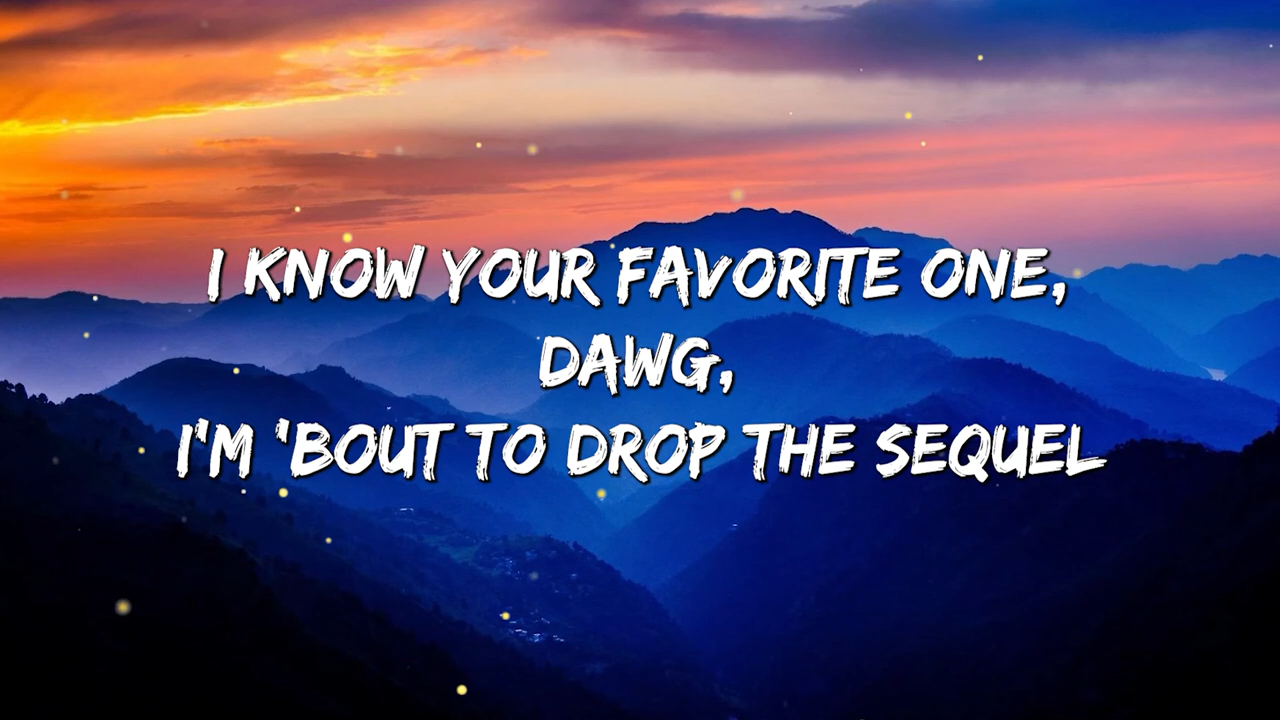 I KNOW YOUR FAVORITE ONE,
DAWG,
I'M 'BOUT TO DROP THE SEQUEL